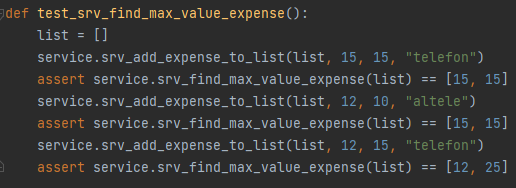 def test_srv_find_max_value_expense():
    list = []
    service.srv_add_expense_to_list(list, 15, 15, "telefon")
    assert service.srv_find_max_value_expense(list) == [15, 15]
    service.srv_add_expense_to_list(list, 12, 10, "altele")
    assert service.srv_find_max_value_expense(list) == [15, 15]
    service.srv_add_expense_to_list(list, 12, 15, "telefon")
    assert service.srv_find_max_value_expense(list) == [12, 25]